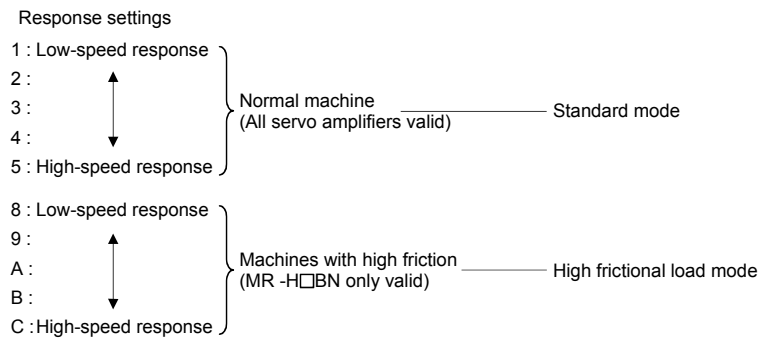 Response settings
1 : Low-speed response
2 :
3 :
4 :
5 : High-speed response
Normal machine
(All servo amplifiers valid)
Standard mode
8 : Low-speed response
9 :
A :
B :
C : High-speed response
Machines with high friction
(MR -H□BN only valid)
High frictional load mode